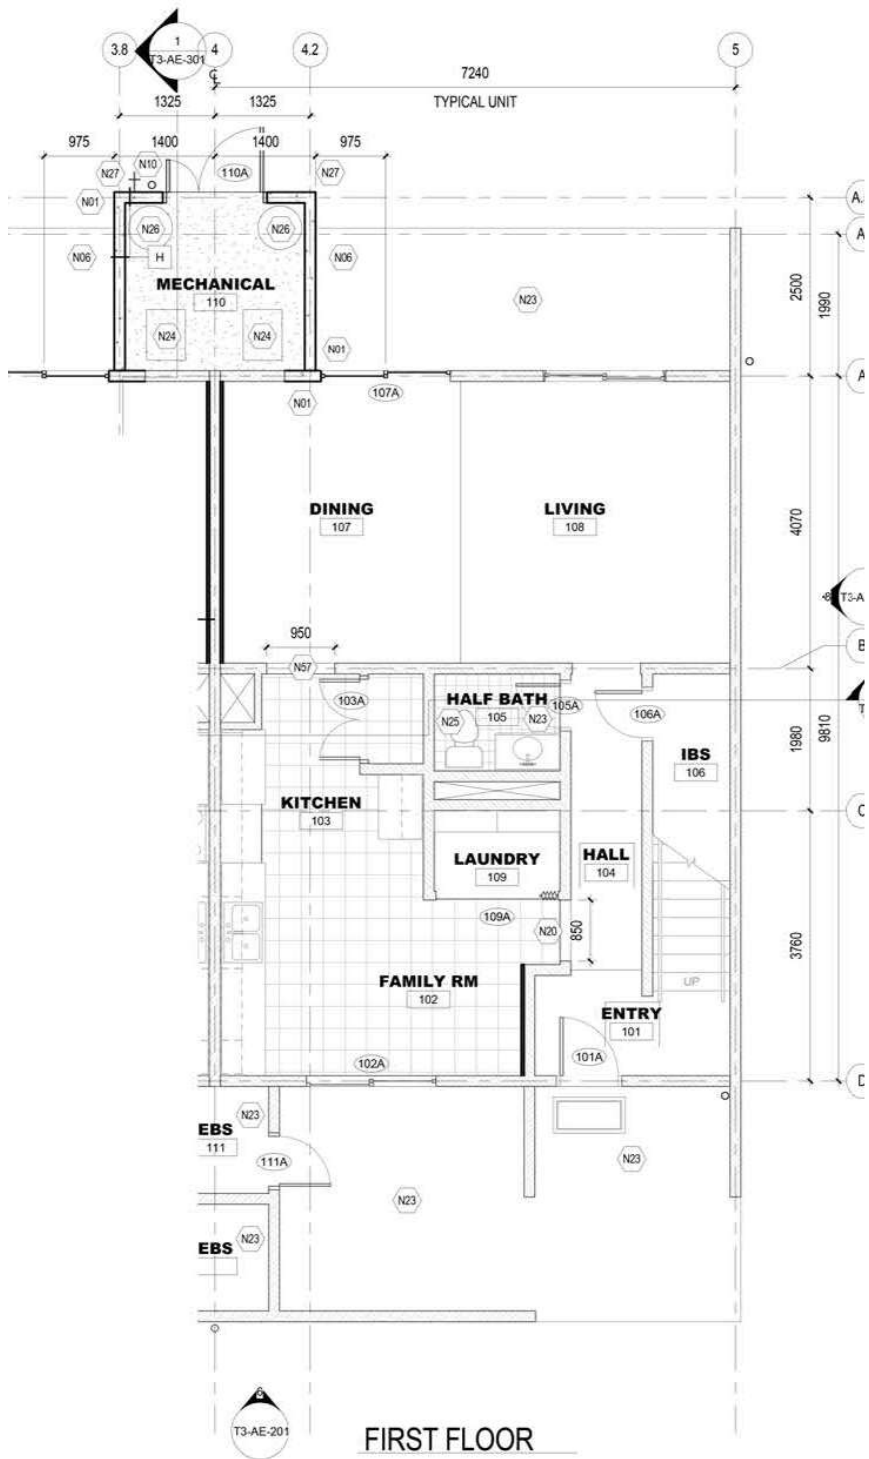 3.8
1
T3-AE-301
4
4.2
5
7240
TYPICAL UNIT
1325
1325
975
1400
1400
975
N27
N10
110A
N27
N01
A.
N26
N26
A
N06
H
N06
MECHANICAL
110
N23
2500
1990
N24
N24
N01
A
107A
N01
DINING
107
LIVING
108
4070
8
T3-A
950
B
N57
103A
HALF BATH
N25
105
N23
105A
106A
T
IBS
106
1980
9810
KITCHEN
103
C
LAUNDRY
109
HALL
104
109A
N20
850
3760
FAMILY RM
102
UP
ENTRY
101
102A
101A
D
N23
EBS
111
111A
N23
N23
N23
EBS
6
T3-AE-201
FIRST FLOOR